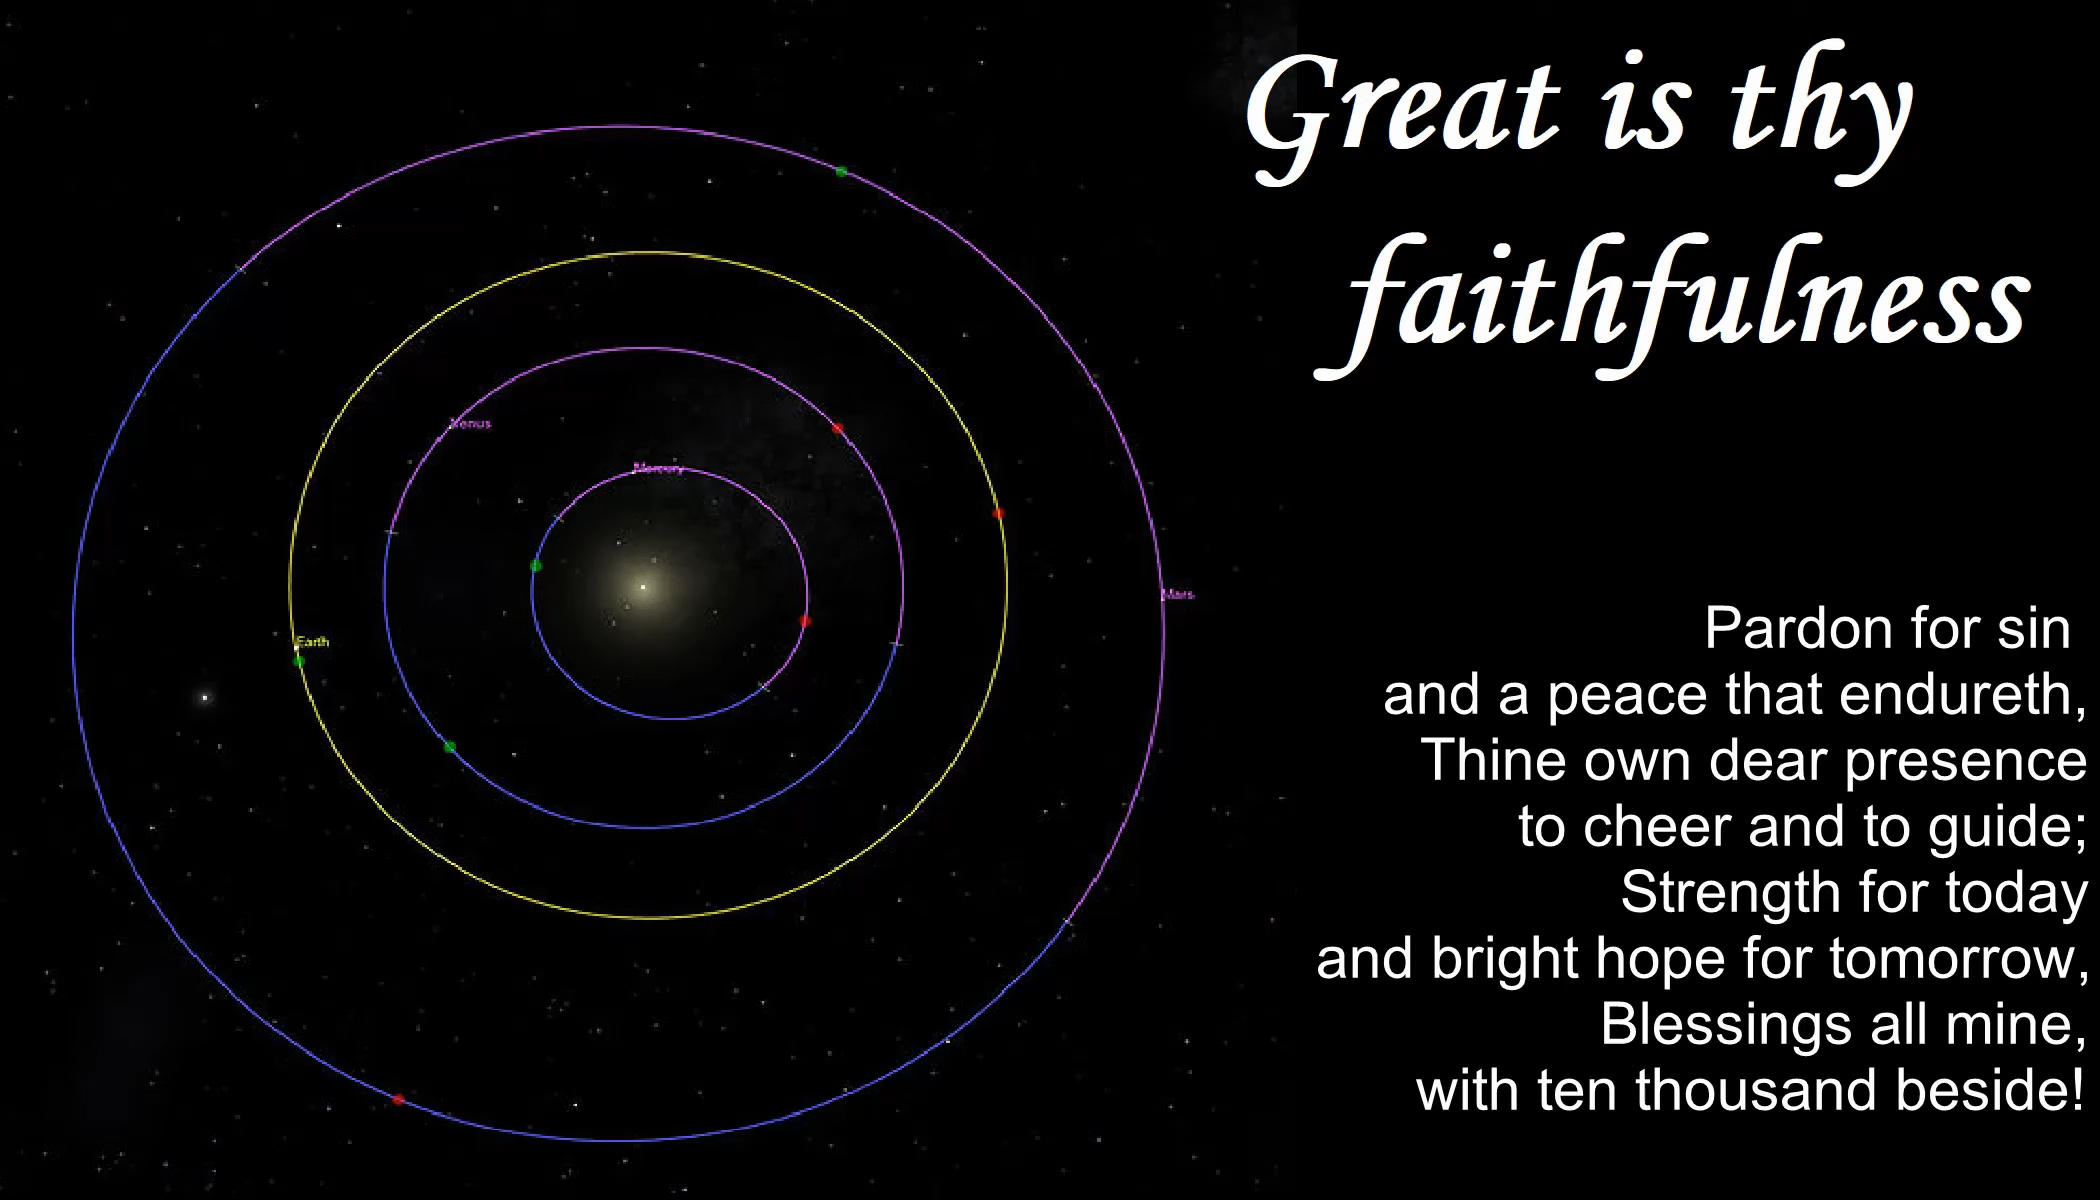 Great is thy
faithfulness
Venus
Mercury
Earth
Mars
Pardon for sin
and a peace that endureth,
Thine own dear presence
to cheer and to guide;
Strength for today
and bright hope for tomorrow,
Blessings all mine,
with ten thousand beside!